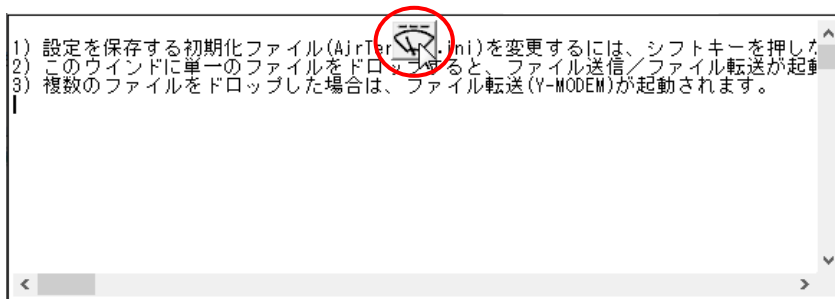 1) 設定を保存する初期化ファイル(AirTer .ini)を変更するには、シフトキーを押した
2) このウインドに単一のファイルをドロップすると、ファイル送信／ファイル転送が起動
3) 複数のファイルをドロップした場合は、ファイル転送(Y-MODEM)が起動されます。